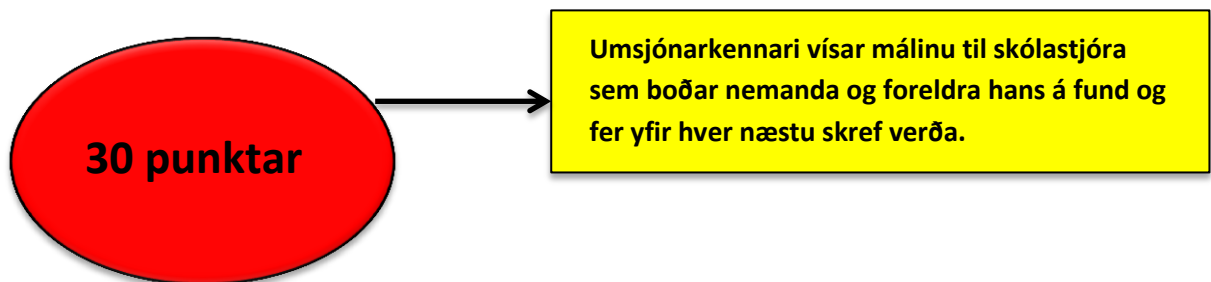 30 punktar
Umsjónarkennari vísar málinu til skólastjóra
sem boðar nemanda og foreldra hans á fund og
fer yfir hver næstu skref verða.